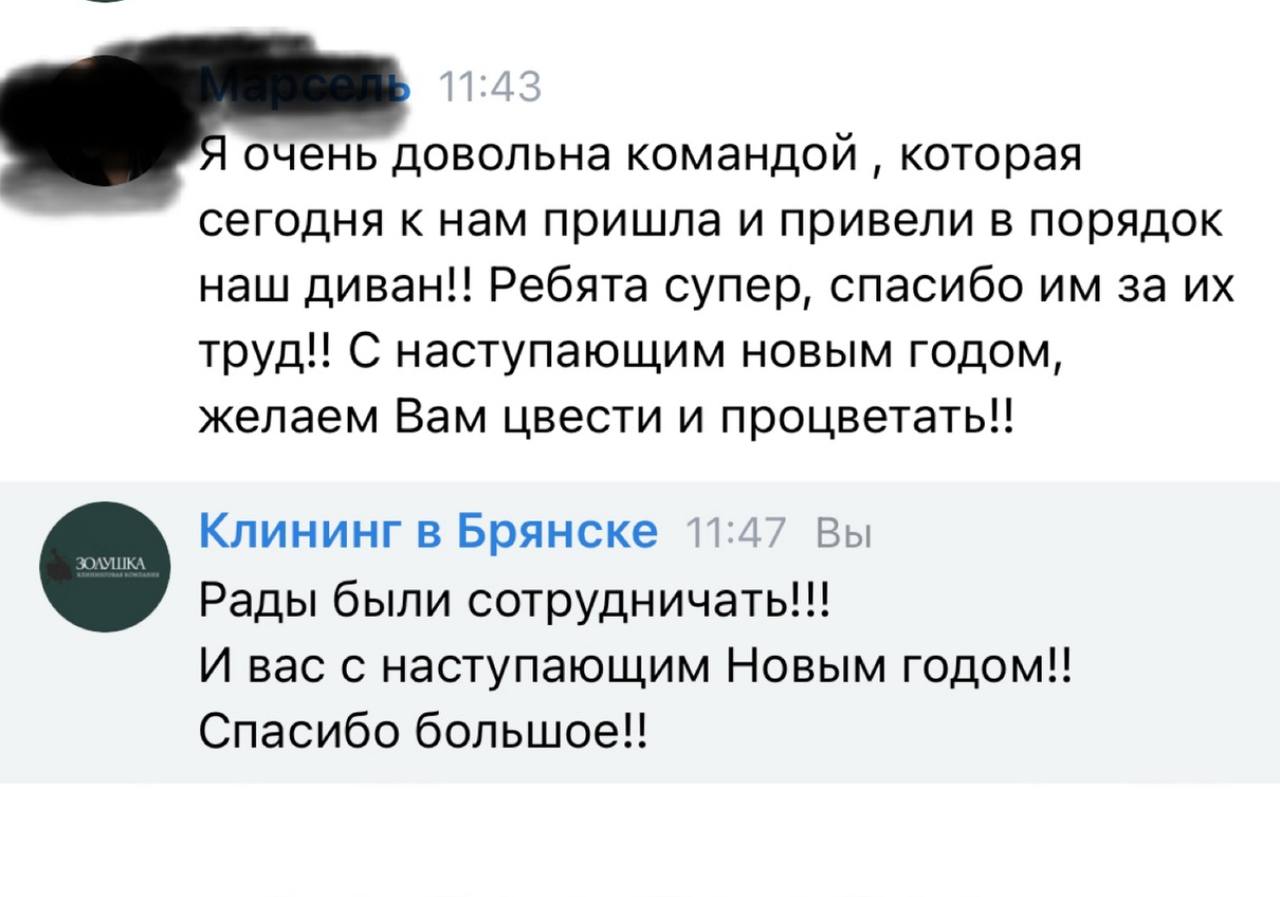 Марсель 11:43
Я очень довольна командой , которая
сегодня к нам пришла и привели в порядок
наш диван!! Ребята супер, спасибо им за их
труд!! С наступающим новым годом,
желаем Вам цвести и процветать!!
Клининг в Брянске 11:47 Вы
ЗОЛУШКА
КЛИНИНГОВАЯ КОМПАНИЯ
Рады были сотрудничать!!!
И вас с наступающим Новым годом!!
Спасибо большое!!